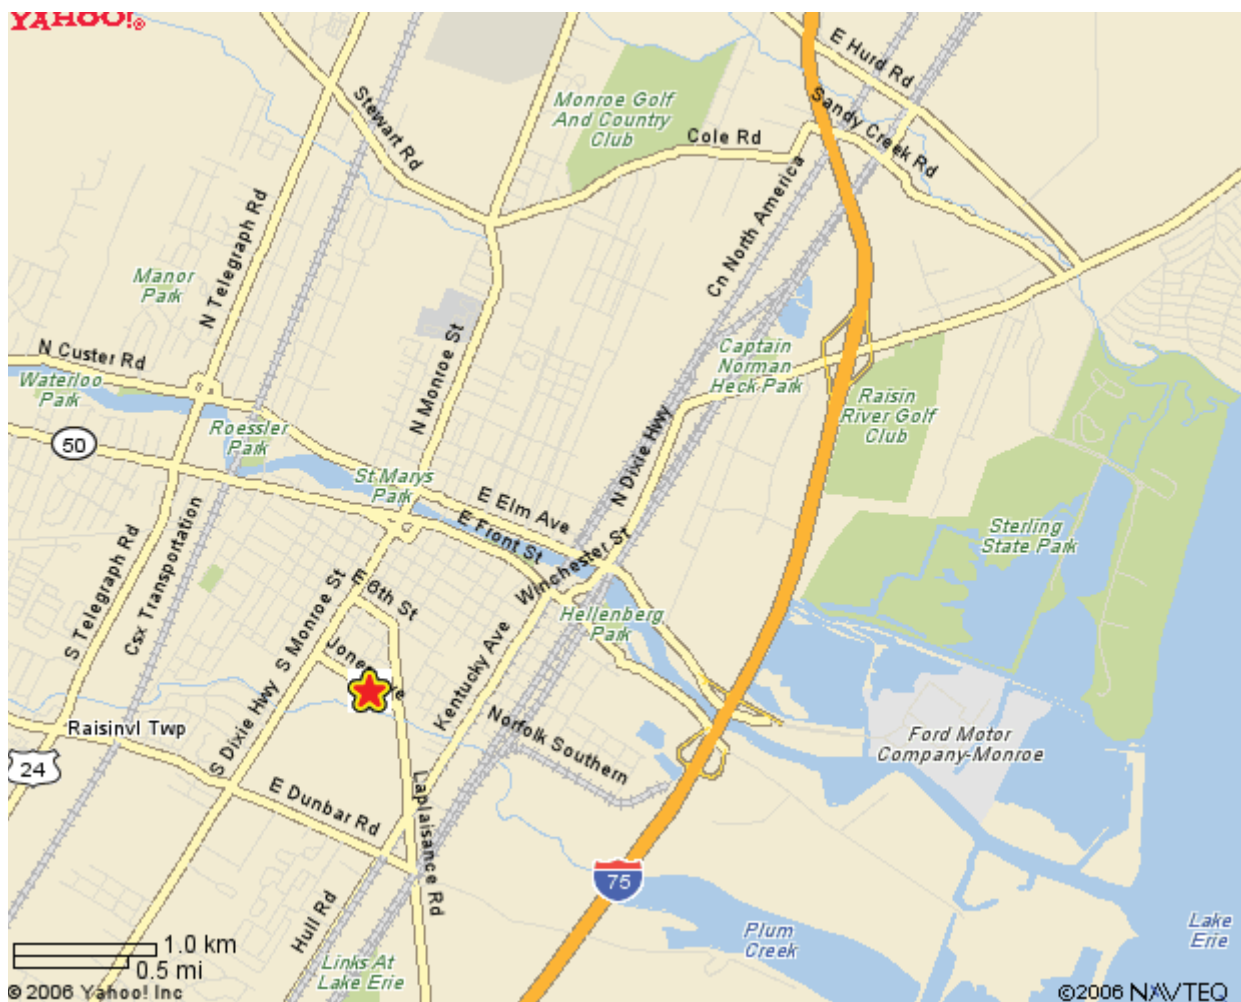 YAHOO!®
E Hurd Rd
Sandy Creek Rd
Stewart Rd
Monroe Golf
And Country
Club
Cole Rd
N Telegraph Rd
Cn North America
Manor
Park
N Monroe St
N Custer Rd
Waterloo
Park
Captain
Norman
Heck Park
Raisin
River Golf
Club
Roessler
Park
50
St Marys
Park
N Dixie Hwy
E Elm Ave
E Front St
Winchester St
Sterling
State Park
S Telegraph Rd
Csx Transportation
S Monroe St
E 6th St
Hellenberg
Park
Kentucky Ave
S Dixie Hwy
Raisinvl Twp
Norfolk Southern
Ford Motor
Company-Monroe
24
E Dunbar Rd
Laplaisance Rd
75
Hull Rd
Plum
Creek
Lake
Erie
Links At
Lake Erie
1.0 km
0.5 mi
© 2006 Yahoo! Inc
©2006 NAVTEQ